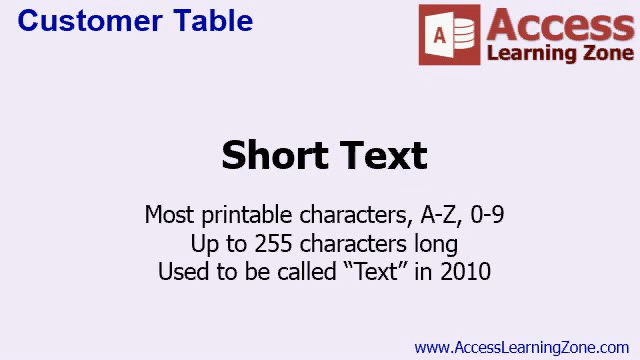 Customer Table
A
Access
Learning Zone
Short Text
Most printable characters, A-Z, 0-9
Up to 255 characters long
Used to be called “Text” in 2010
www.AccessLearningZone.com